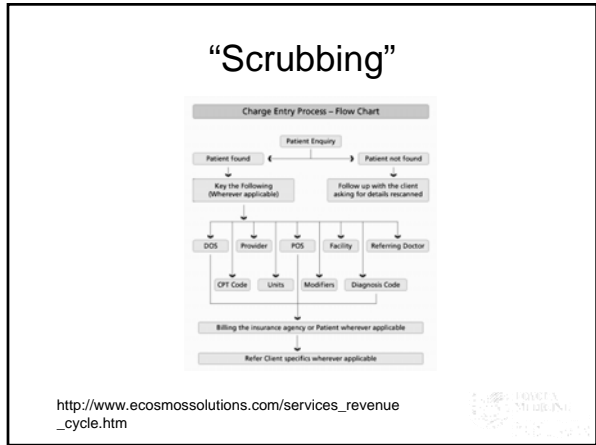 “Scrubbing”
Charge Entry Process – Flow Chart
Patient Enquiry
Patient found
Patient not found
Key the Following
(Wherever applicable)
Follow up with the client
asking for details rescanned
DOS
Provider
POS
Facility
Referring Doctor
CPT Code
Units
Modifiers
Diagnosis Code
Billing the insurance agency or Patient wherever applicable
Refer Client specifics wherever applicable
http://www.ecosmossolutions.com/services_revenue
_cycle.htm